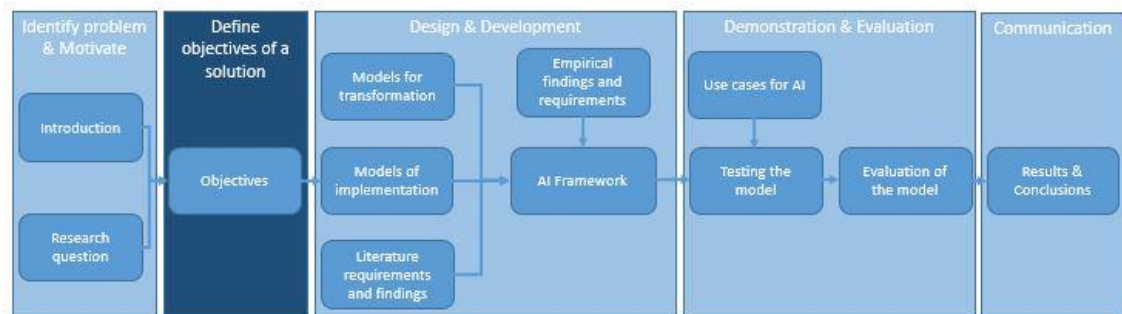 Identify problem
& Motivate
Define
objectives of a
solution
Design & Development
Demonstration & Evaluation
Communication
Introduction
Research
question
Objectives
Models for
transformation
Models of
implementation
Literature
requirements
and findings
Empirical
findings and
requirements
AI Framework
Use cases for AI
Testing the
model
Evaluation of
the model
Results &
Conclusions